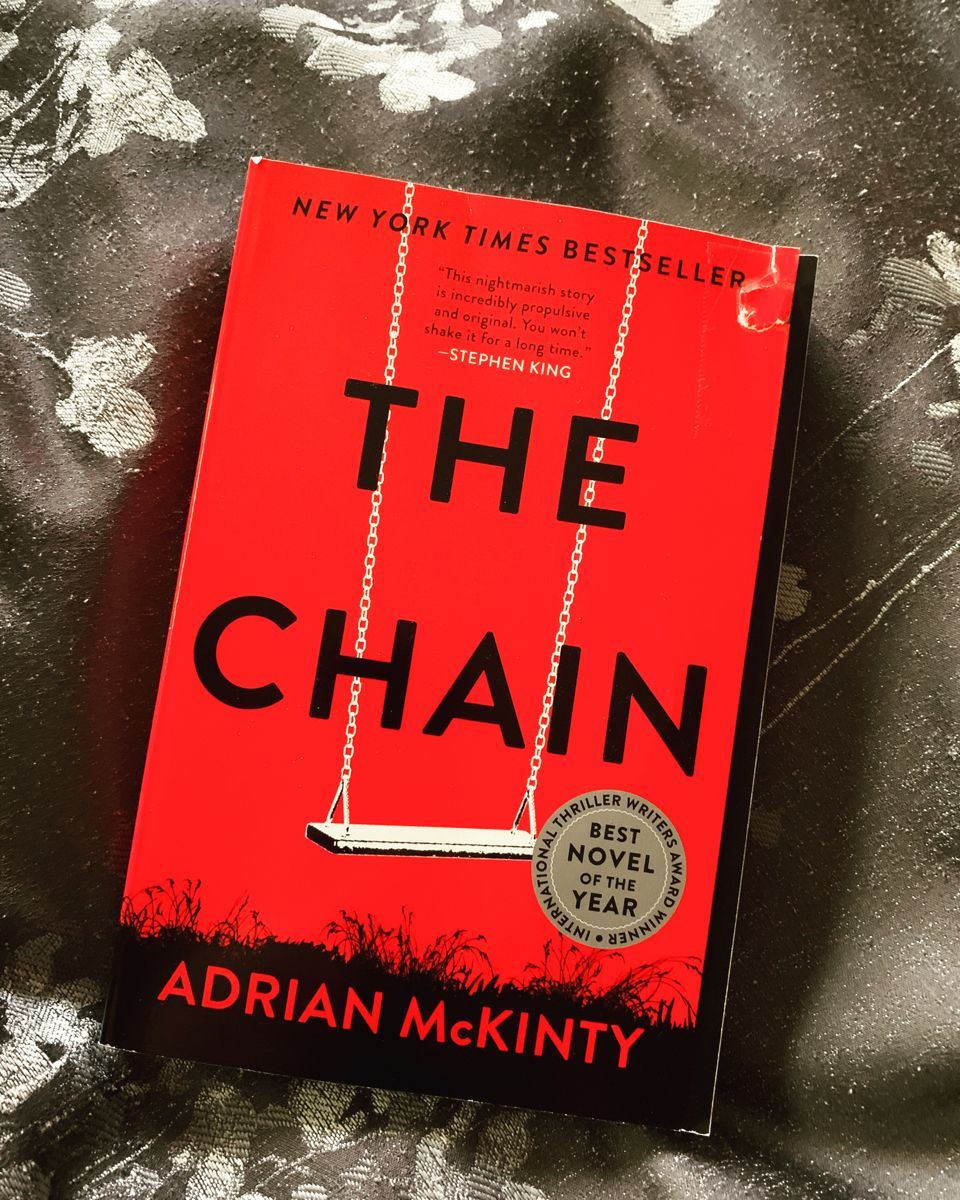 NEW YORK TIMES BESTSELLER
“This nightmarish story
is incredibly propulsive
and original. You won’t
shake it for a long time.”
—STEPHEN KING
THE
CHAIN
INTERNATIONAL THRILLER WRITERS AWARD WINNER
BEST
NOVEL
OF THE
YEAR
ADRIAN McKINTY